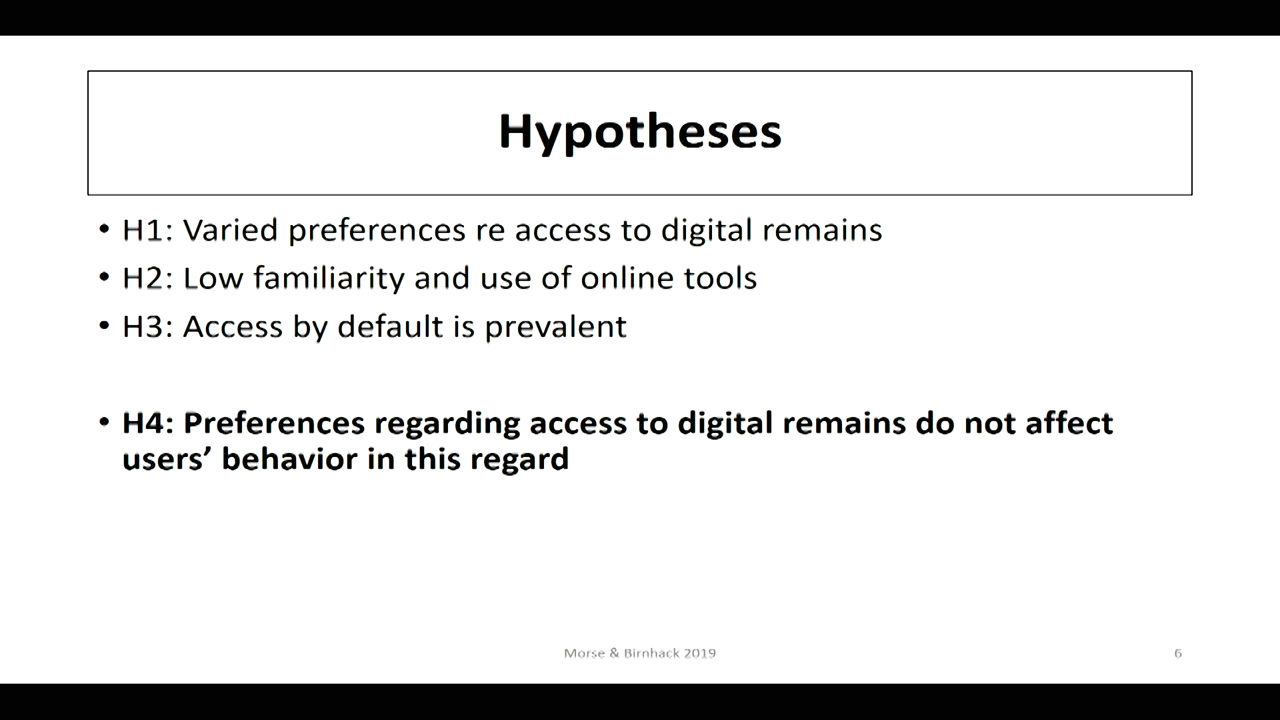 Hypotheses
• H1: Varied preferences re access to digital remains
• H2: Low familiarity and use of online tools
• H3: Access by default is prevalent
• H4: Preferences regarding access to digital remains do not affect
users’ behavior in this regard
Morse & Birnhack 2019
6